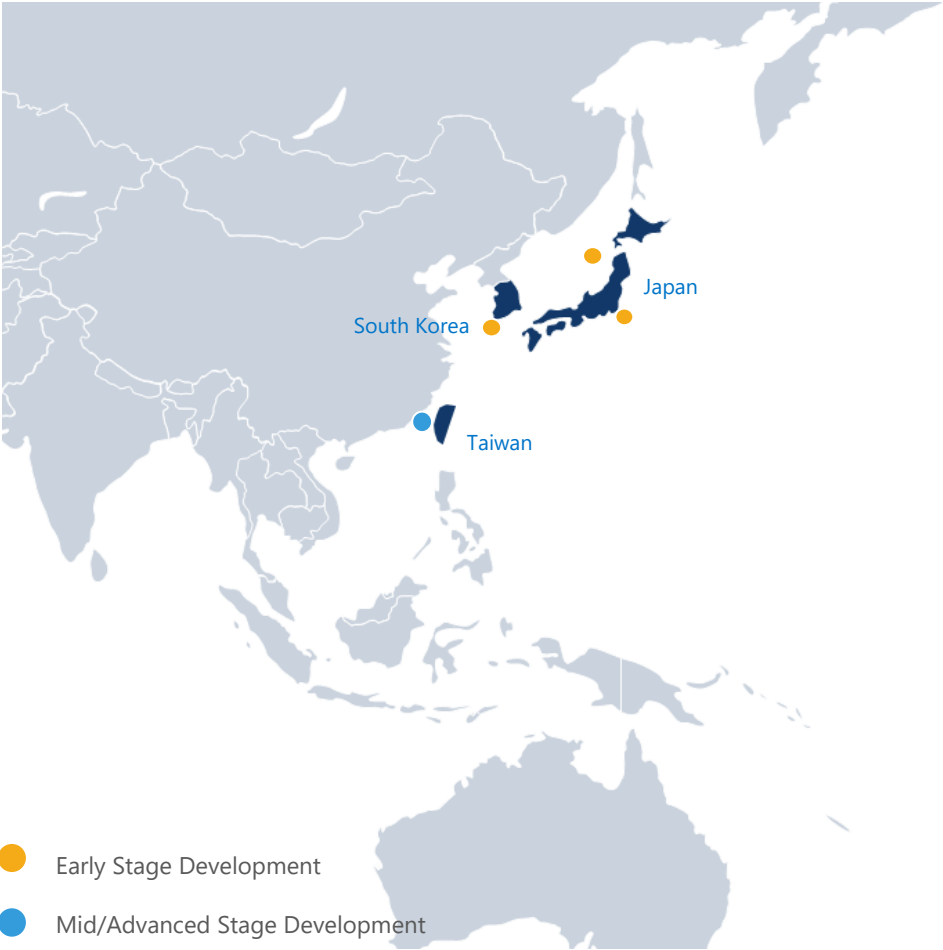 Japan
South Korea
Taiwan
Early Stage Development
Mid/Advanced Stage Development